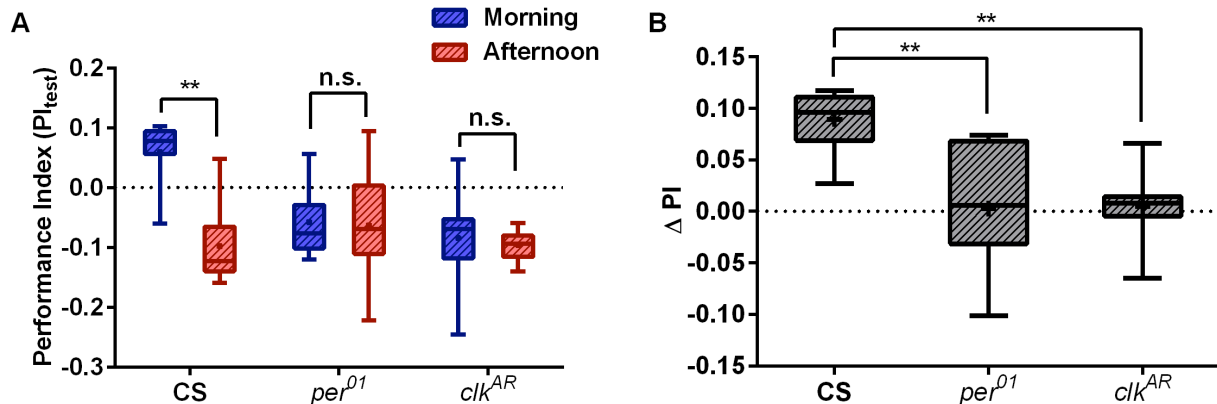 A
Morning
Afternoon
Performance Index (PItest)
0.2
0.1
0.0
-0.1
-0.2
-0.3
**
n.s.
n.s.
CS
per01
clkAR
B
Δ PI
0.15
0.10
0.05
0.00
-0.05
-0.10
-0.15
**
**
CS
per01
clkAR